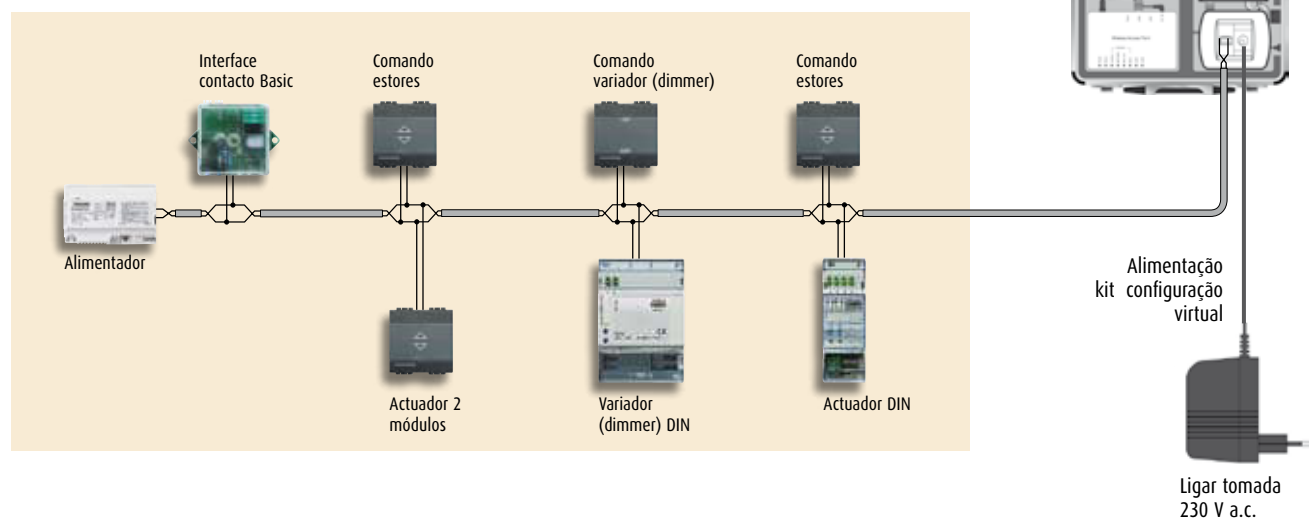 Interface
contacto Basic
Comando
estores
Comando
variador (dimmer)
Comando
estores
Alimentador
Actuador 2
módulos
Variador
(dimmer) DIN
Actuador DIN
Alimentação
kit configuração
virtual
Ligar tomada
230 V a.c.